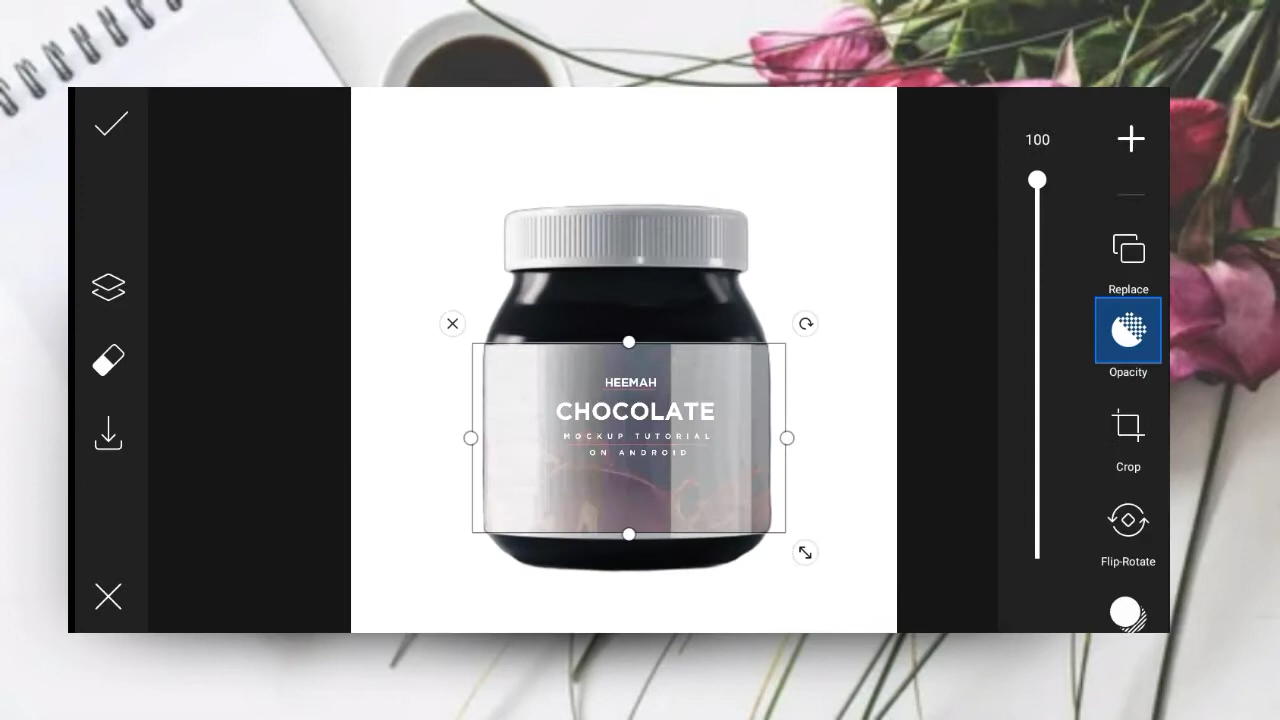 100
Replace
Opacity
Crop
Flip-Rotate
HEEMAH
CHOCOLATE
MOCKUP TUTORIAL
ON ANDROID